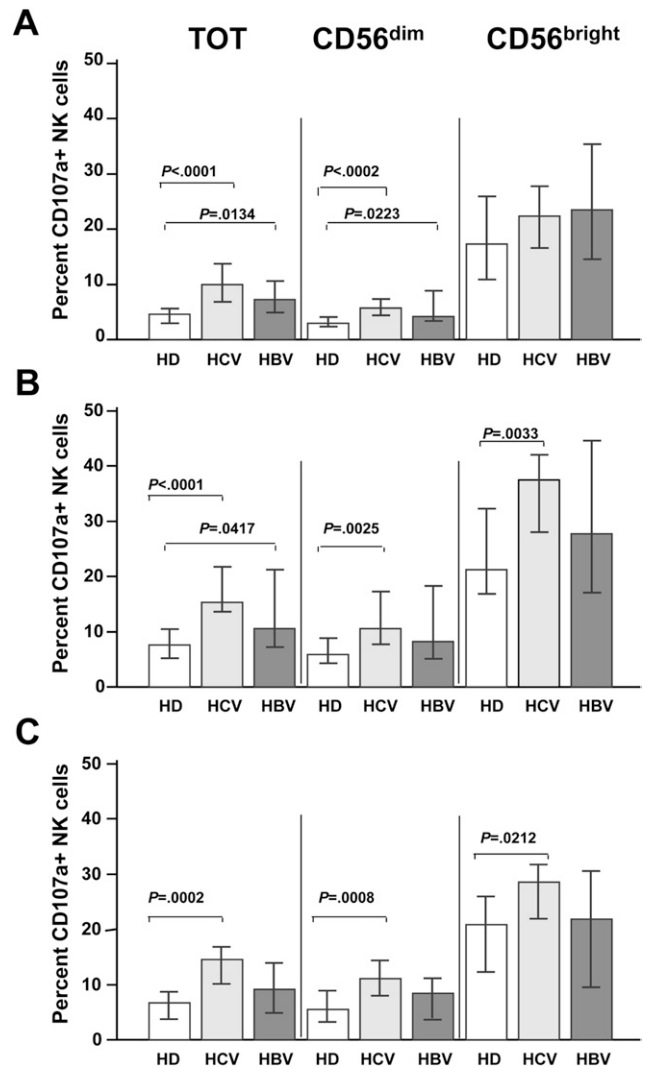 A
TOT CD56dim CD56bright
Percent CD107a+ NK cells
50
40
30
20
10
0
P<.0001
P=.0134
P<.0002
P=.0223
HD HCV HBV HD HCV HBV HD HCV HBV
B
Percent CD107a+ NK cells
50
40
30
20
10
0
P<.0001
P=.0417
P=.0025
P=.0033
HD HCV HBV HD HCV HBV HD HCV HBV
C
Percent CD107a+ NK cells
50
40
30
20
10
0
P=.0002
P=.0008
P=.0212
HD HCV HBV HD HCV HBV HD HCV HBV